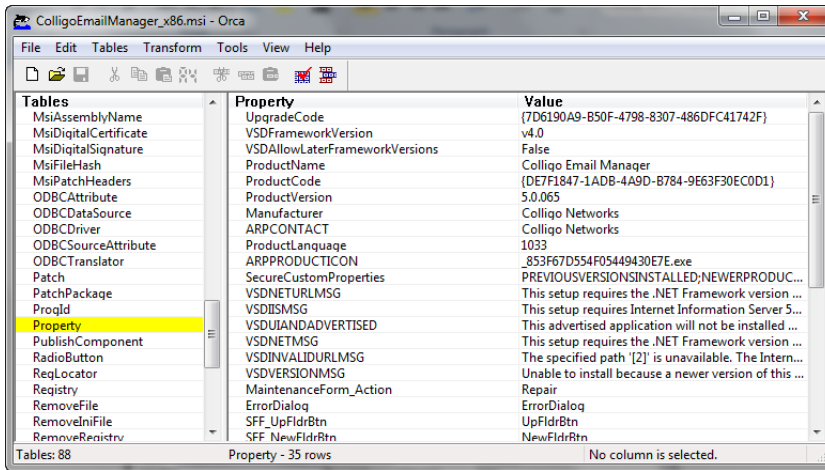 ColligoEmailManager_x86.msi - Orca
File Edit Tables Transform Tools View Help
Tables Property Value
MsiAssemblyName UpgradeCode {7D6190A9-B50F-4798-8307-486DFC41742F}
MsiDigitalCertificate VSDFrameworkVersion v4.0
MsiDigitalSignature VSDAllowLaterFrameworkVersions False
MsiFileHash ProductName Colligo Email Manager
MsiPatchHeaders ProductCode {DE7F1847-1ADB-4A9D-B784-9E63F30EC0D1}
ODBCAttribute ProductVersion 5.0.065
ODBCDataSource Manufacturer Colligo Networks
ODBCDriver ARPCONTACT Colligo Networks
ODBCSourceAttribute ProductLanguage 1033
ODBCTranslator ARPPRODUCTICON _853F67D554F05449430E7E.exe
Patch SecureCustomProperties PREVIOUSVERSIONSINSTALLED;NEWERPRODUC...
PatchPackage VSDNETURLMSG This setup requires the .NET Framework version ...
ProgId VSDIISMSG This setup requires Internet Information Server 5...
Property VSDUIANDADVERTISED This advertised application will not be installed ...
PublishComponent VSDNETMSG This setup requires the .NET Framework version ...
RadioButton VSDINVALIDURLMSG The specified path '[2]' is unavailable. The Intern...
RegLocator VSDVERSIONMSG Unable to install because a newer version of this ...
Registry MaintenanceForm_Action Repair
RemoveFile ErrorDialog ErrorDialog
RemoveIniFile SFF_UpFldrBtn UpFldrBtn
RemoveRegistry SFF_NewFldrBtn NewFldrBtn
Tables: 88 Property - 35 rows No column is selected.